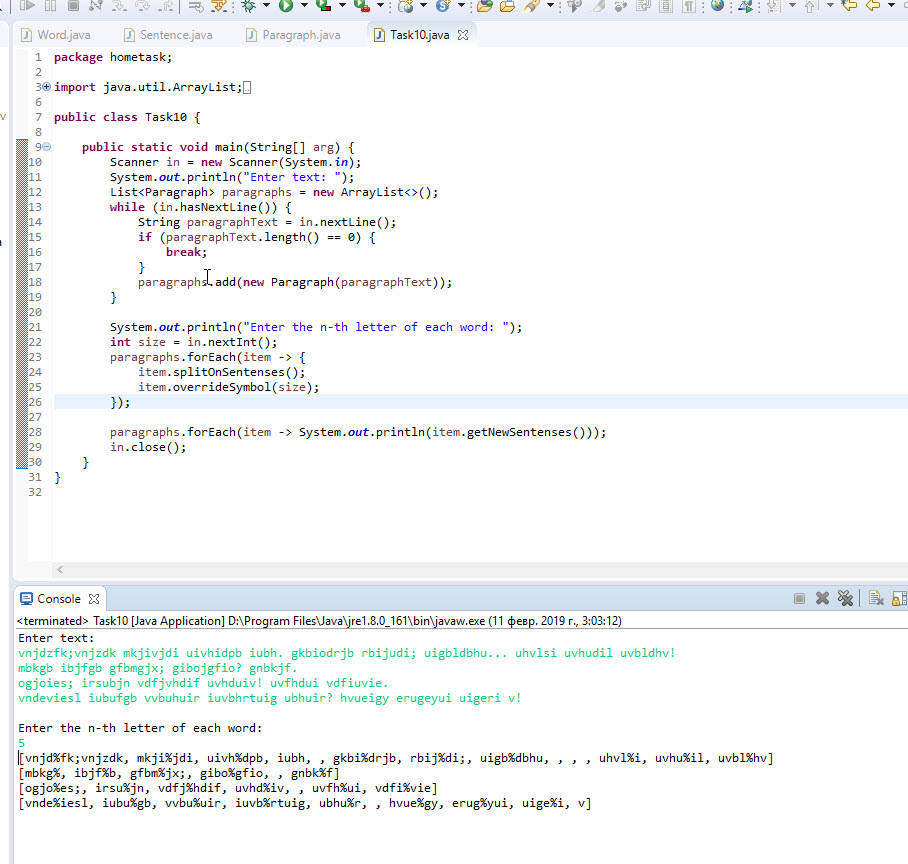 Word.java Sentence.java Paragraph.java Task10.java
1 package hometask;
2
3 import java.util.ArrayList;
6
7 public class Task10 {
8
9 public static void main(String[] arg) {
10 Scanner in = new Scanner(System.in);
11 System.out.println("Enter text: ");
12 List<Paragraph> paragraphs = new ArrayList<>();
13 while (in.hasNextLine()) {
14 String paragraphText = in.nextLine();
15 if (paragraphText.length() == 0) {
16 break;
17 }
18 paragraphs.add(new Paragraph(paragraphText));
19 }
20
21 System.out.println("Enter the n-th letter of each word: ");
22 int size = in.nextInt();
23 paragraphs.forEach(item -> {
24 item.splitOnSentenses();
25 item.overrideSymbol(size);
26 });
27
28 paragraphs.forEach(item -> System.out.println(item.getNewSentenses()));
29 in.close();
30 }
31 }
32
Console
<terminated> Task10 [Java Application] D:\Program Files\Java\jre1.8.0_161\bin\javaw.exe (11 февр. 2019 г., 3:03:12)
Enter text:
vnjdzfk;vnjzdk mkjivjdi uivhidpb iubh. gkbiodrjb rbijudi; uigbldbhu... uhvlsi uvhudil uvbldhv!
mbkgb ibjfgb gfbmgjx; gibojgfio? gnbkjf.
ogjoies; irsubjn vdfjvhdif uvhduiv! uvfhdui vdfiuvie.
vndeviesl iubufgb vvbuhuir iuvbhrtuig ubhuir? hvueigy erugeyui uigeri v!
Enter the n-th letter of each word:
5
[vnjd%fk;vnjzdk, mkji%jdi, uivh%dpb, iubh, , gkbi%drjb, rbij%di;, uigb%dbhu, , , , uhvl%i, uvhu%il, uvbl%hv]
[mbkg%, ibjf%b, gfbm%jx;, gibo%gfio, , gnbk%f]
[ogjo%es;, irsu%jn, vdfj%hdif, uvhd%iv, , uvfh%ui, vdfi%vie]
[vnde%iesl, iubu%gb, vvbu%uir, iuvb%rtuig, ubhu%r, , hvue%gy, erug%yui, uige%i, v]